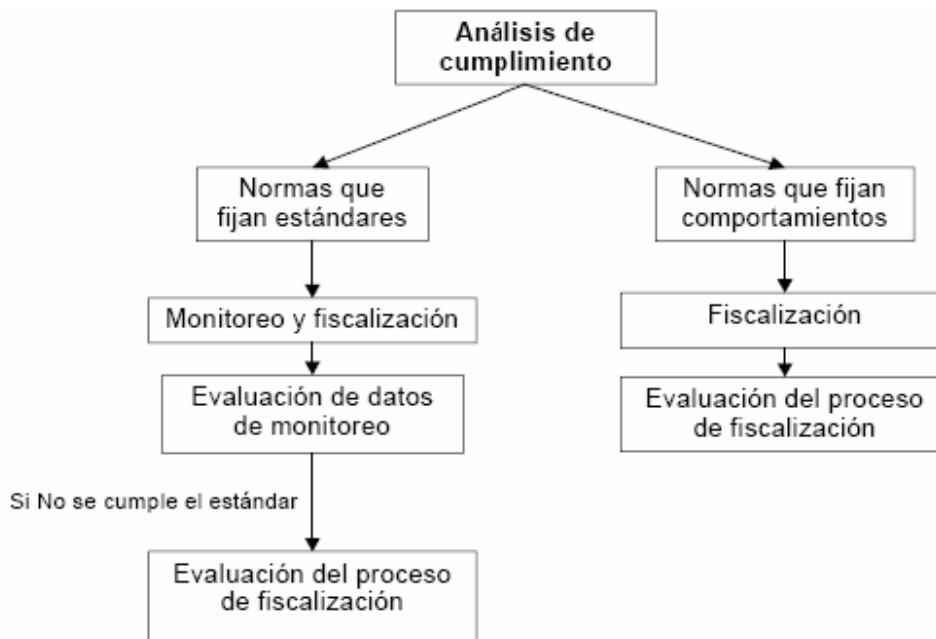 Análisis de
cumplimiento
Normas que
fijan estándares
Normas que fijan
comportamientos
Monitoreo y fiscalización
Fiscalización
Evaluación de datos
de monitoreo
Evaluación del proceso
de fiscalización
Si No se cumple el estándar
Evaluación del proceso
de fiscalización